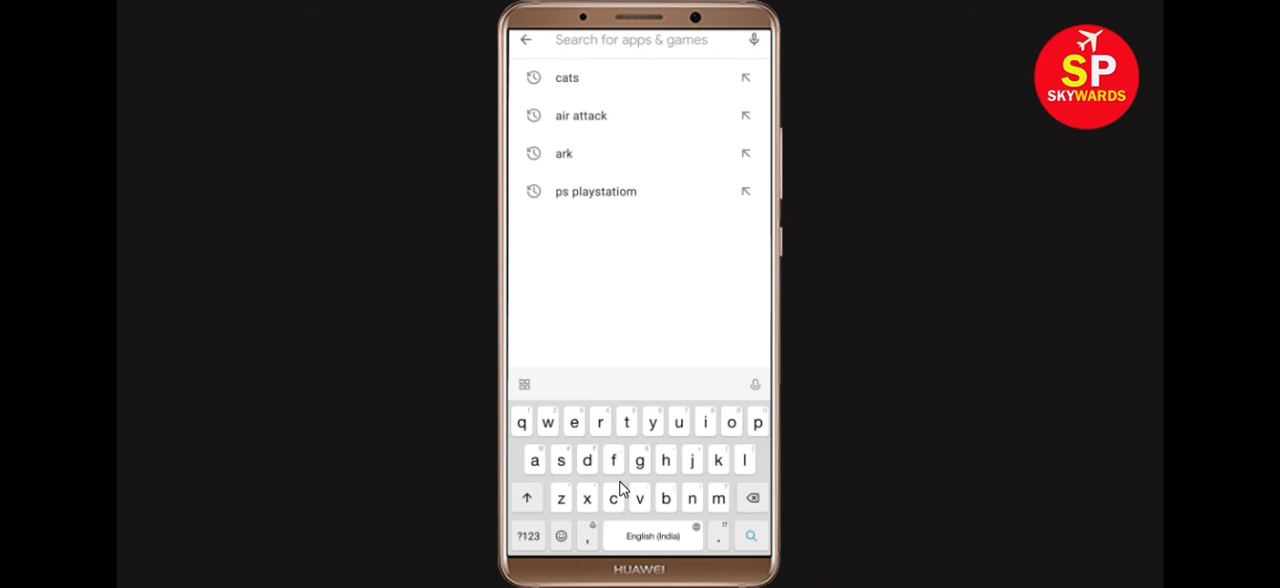 Search for apps & games
SP
SKYWARDS
cats
air attack
ark
ps playstatiom
q w e r t y u i o p
a s d f g h j k l
z x c v b n m
?123 , English (India) .
HUAWEI